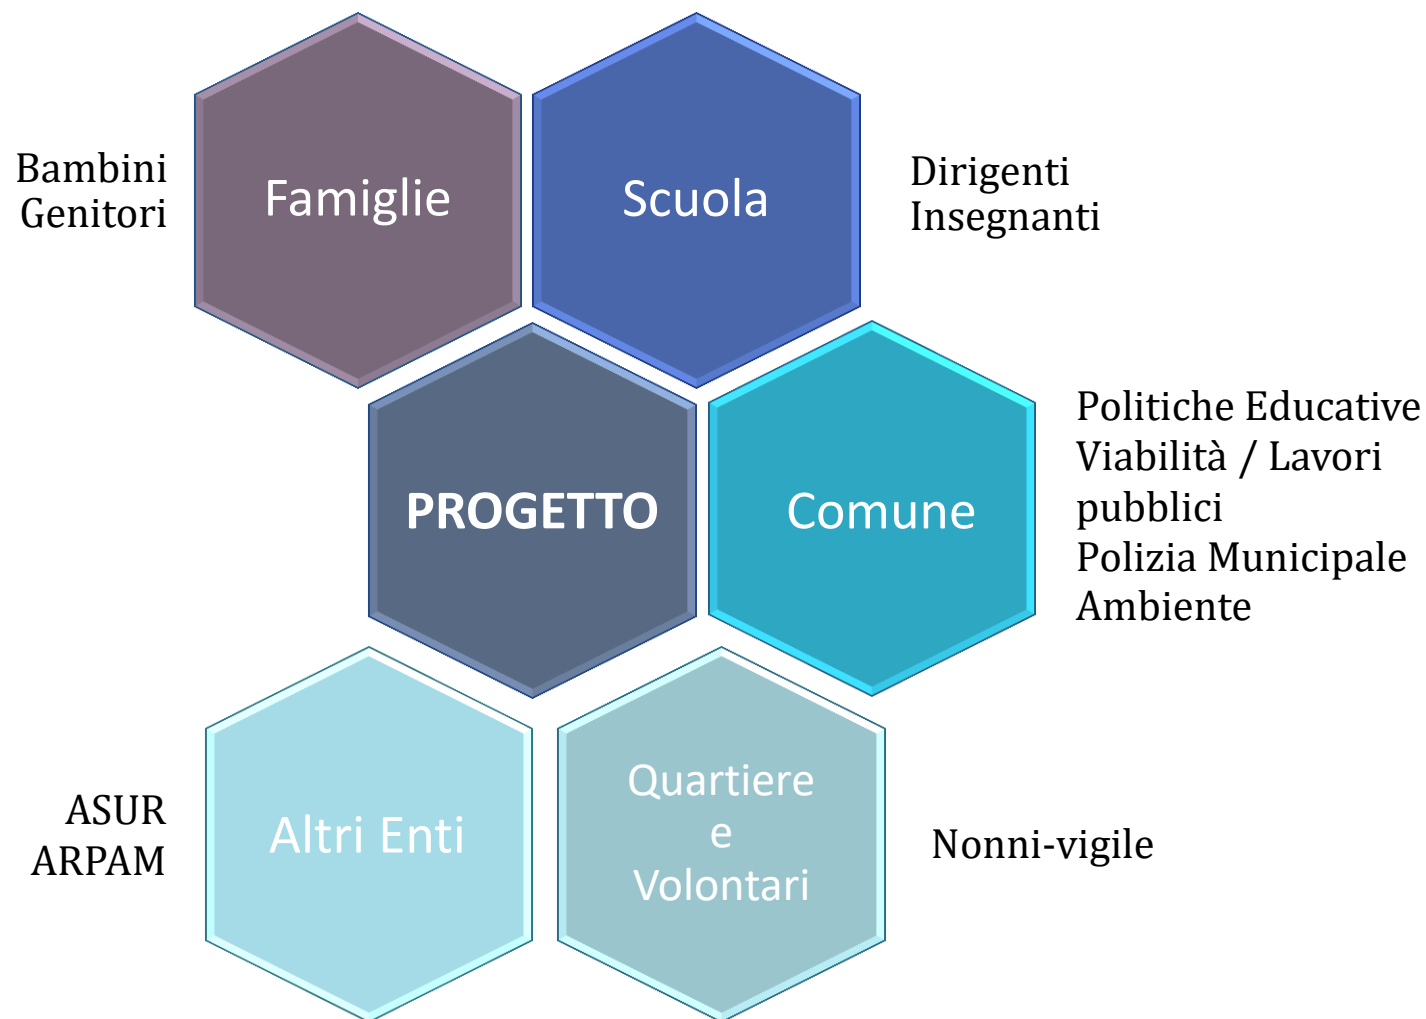 Bambini
Genitori
Famiglie
Scuola
Dirigenti
Insegnanti
PROGETTO
Comune
Politiche Educative
Viabilità / Lavori
pubblici
Polizia Municipale
Ambiente
ASUR
ARPAM
Altri Enti
Quartiere
e
Volontari
Nonni-vigile